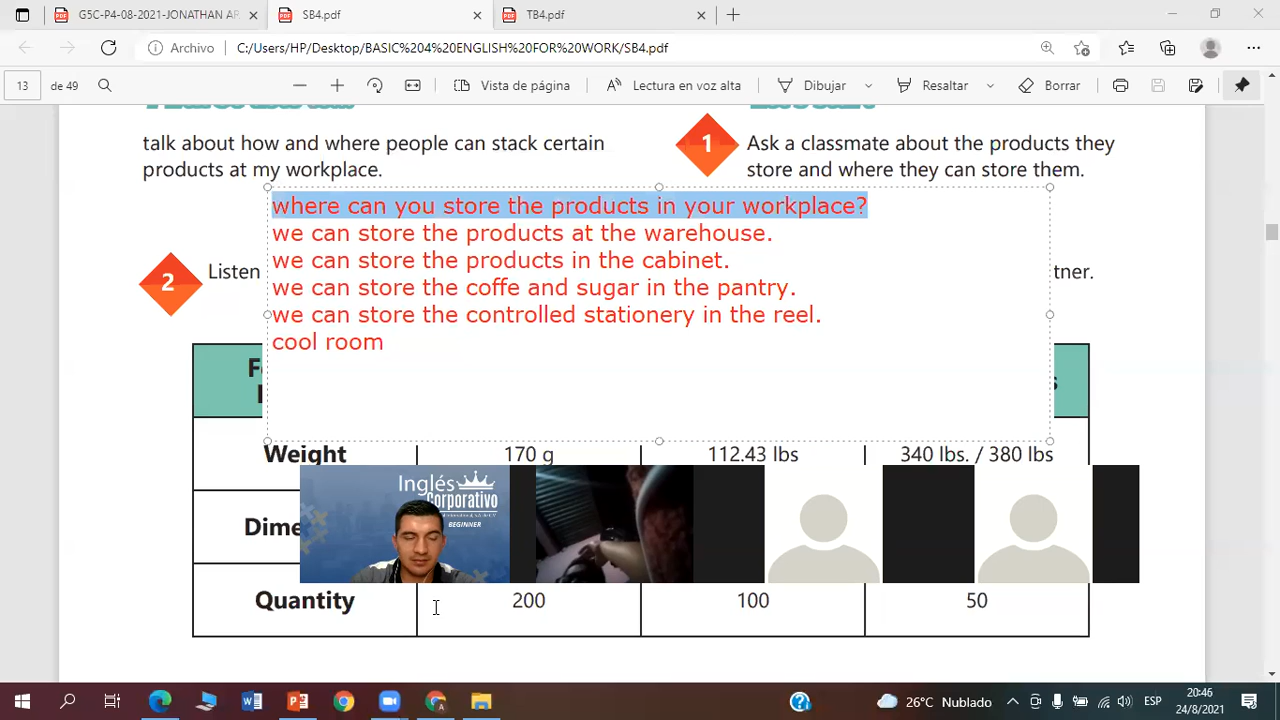 G5C-P4-08-2021-JONATHAN AR
SB4.pdf
TB4.pdf
Archivo
C:/Users/HP/Desktop/BASIC%204%20ENGLISH%20FOR%20WORK/SB4.pdf
13 de 49
Vista de página
Lectura en voz alta
Dibujar
Resaltar
Borrar
talk about how and where people can stack certain
products at my workplace.
1
Ask a classmate about the products they
store and where they can store them.
where can you store the products in your workplace?
we can store the products at the warehouse.
we can store the products in the cabinet.
we can store the coffe and sugar in the pantry.
we can store the controlled stationery in the reel.
cool room
2
Listen
tner.
Weight 170 g 112.43 lbs 340 lbs. / 380 lbs
Dime
Inglés
Corporativo
BEGINNER
Quantity 200 100 50
26°C Nublado
ESP
20:46
24/8/2021